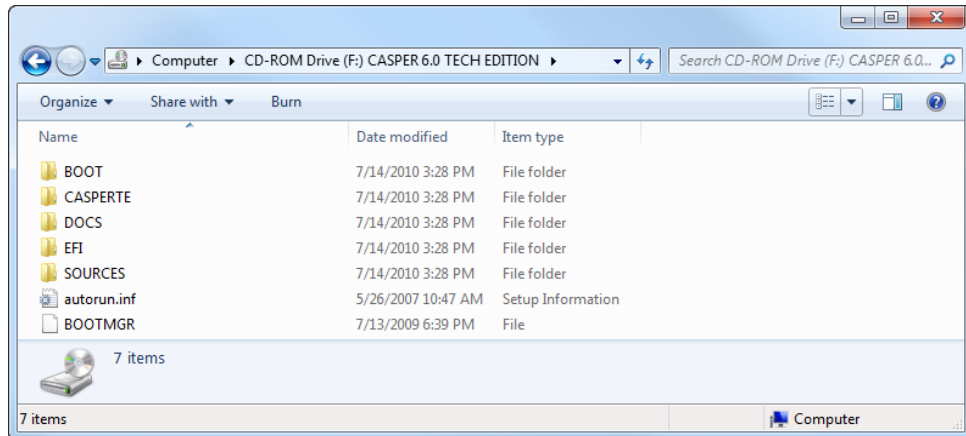 Computer CD-ROM Drive (F:) CASPER 6.0 TECH EDITION Search CD-ROM Drive (F:) CASPER 6.0...
Organize Share with Burn
Name Date modified Item type
BOOT 7/14/2010 3:28 PM File folder
CASPERTE 7/14/2010 3:28 PM File folder
DOCS 7/14/2010 3:28 PM File folder
EFI 7/14/2010 3:28 PM File folder
SOURCES 7/14/2010 3:28 PM File folder
autorun.inf 5/26/2007 10:47 AM Setup Information
BOOTMGR 7/13/2009 6:39 PM File
7 items
7 items Computer